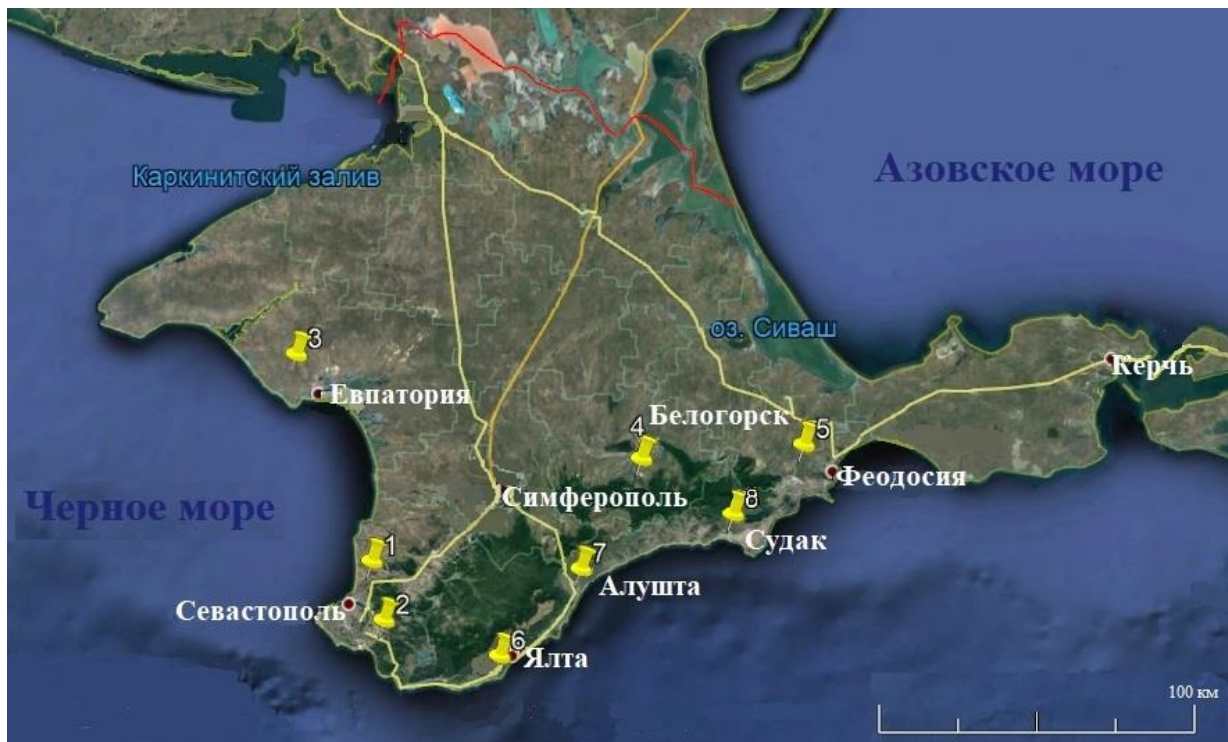 Каркинитский залив
Азовское море
оз. Сиваш
3
Керчь
Евпатория
Белогорск
4
5
Феодосия
Симферополь
8
Черное море
Судак
1
7
Алушта
Севастополь
2
6
Ялта
100 км